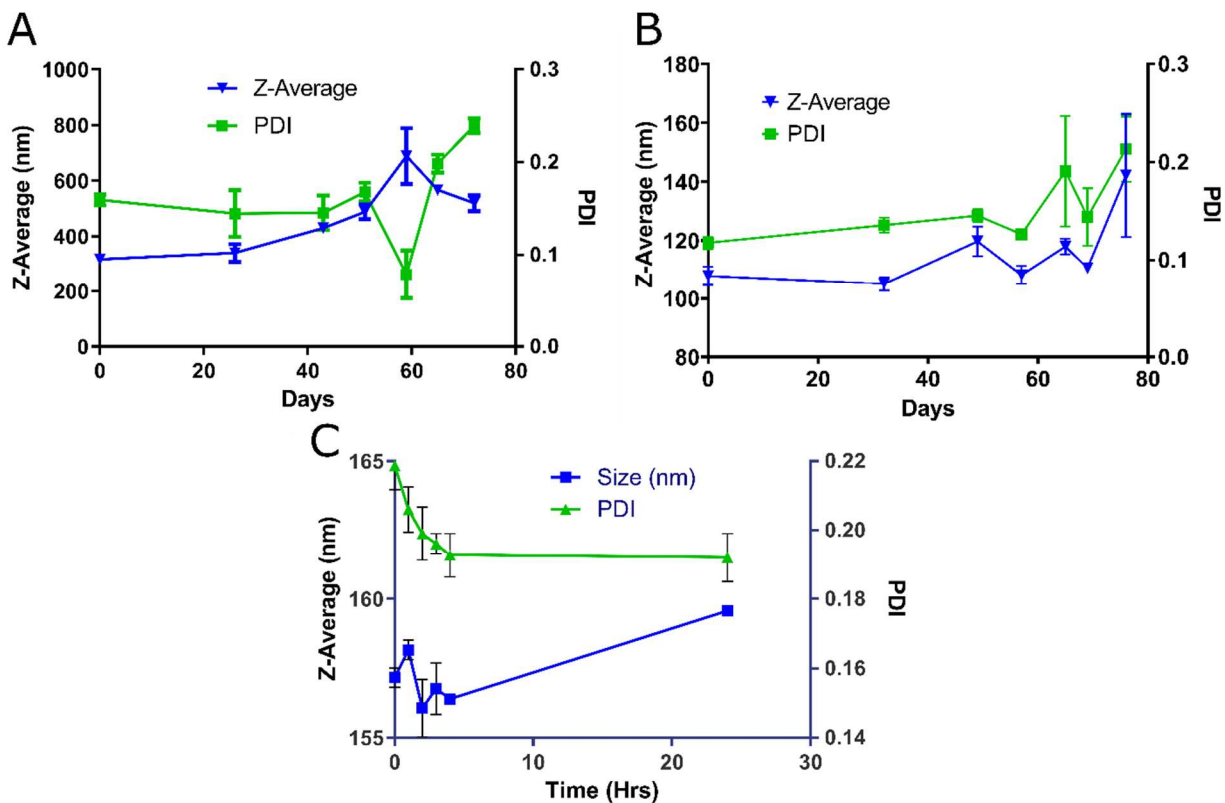 A
Z-Average (nm)
1000
800
600
400
200
0
Z-Average
PDI
0.3
0.2
0.1
0.0
PDI
0 20 40 60 80
Days
B
Z-Average (nm)
180
160
140
120
100
80
Z-Average
PDI
0.3
0.2
0.1
0.0
PDI
0 20 40 60 80
Days
C
Z-Average (nm)
165
160
155
Size (nm)
PDI
0.22
0.20
0.18
0.16
0.14
PDI
0 10 20 30
Time (Hrs)